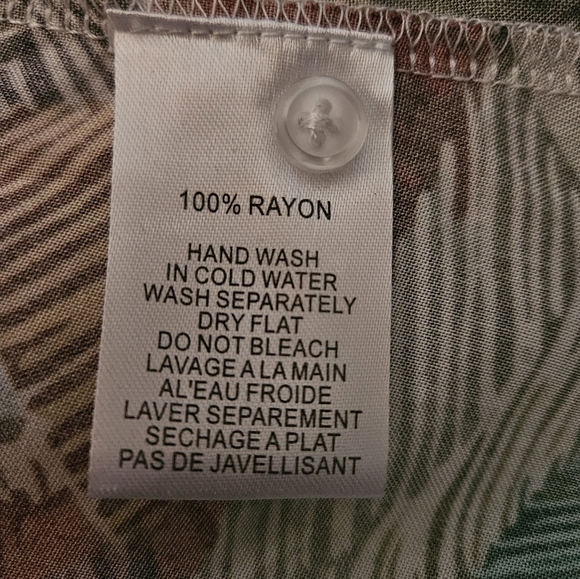 100% RAYON
HAND WASH
IN COLD WATER
WASH SEPARATELY
DRY FLAT
DO NOT BLEACH
LAVAGE A LA MAIN
AL'EAU FROIDE
LAVER SEPAREMENT
SECHAGE A PLAT
PAS DE JAVELLISANT